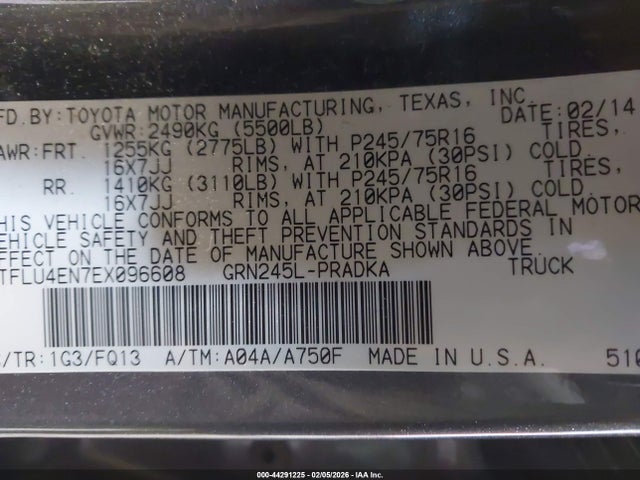 FD.BY:TOYOTA MOTOR MANUFACTURING, TEXAS, INC.
DATE:02/14
GVWR:2490KG (5500LB)
AWR:FRT. 1255KG (2775LB) WITH P245/75R16 TIRES,
16X7JJ RIMS, AT 210KPA (30PSI) COLD.
RR. 1410KG (3110LB) WITH P245/75R16 TIRES,
16X7JJ RIMS, AT 210KPA (30PSI) COLD.
HIS VEHICLE CONFORMS TO ALL APPLICABLE FEDERAL MOTOR
VEHICLE SAFETY AND THEFT PREVENTION STANDARDS IN
EFFECT ON THE DATE OF MANUFACTURE SHOWN ABOVE.
TFLU4EN7EX096608 GRN245L-PRADKA TRUCK
/TR:1G3/FQ13 A/TM:A04A/A750F MADE IN U.S.A. 510
000-44291225 - 02/05/2026 - IAA Inc.